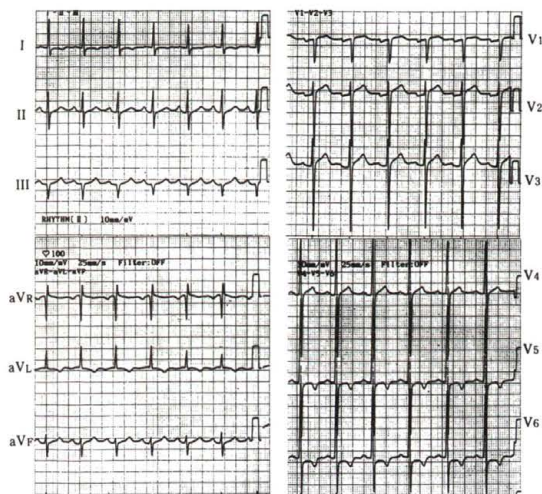 I
II
III
RHYTHM(II) 10mm/mV
V1-V2-V3
V1
V2
V3
♡100
10mm/mV 25mm/s Filter:OFF
aVR-aVL-aVF
aVR
aVL
aVF
10mm/mV 25mm/s Filter:OFF
V4-V5-V6
V4
V5
V6